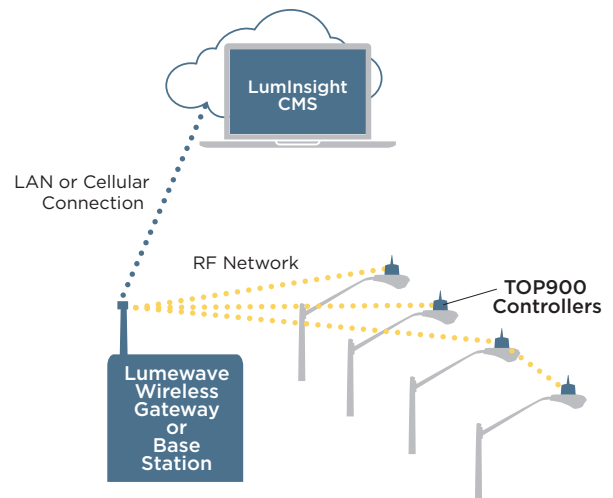 LumInsight
CMS
LAN or Cellular
Connection
RF Network
TOP900
Controllers
Lumewave
Wireless
Gateway
or
Base
Station